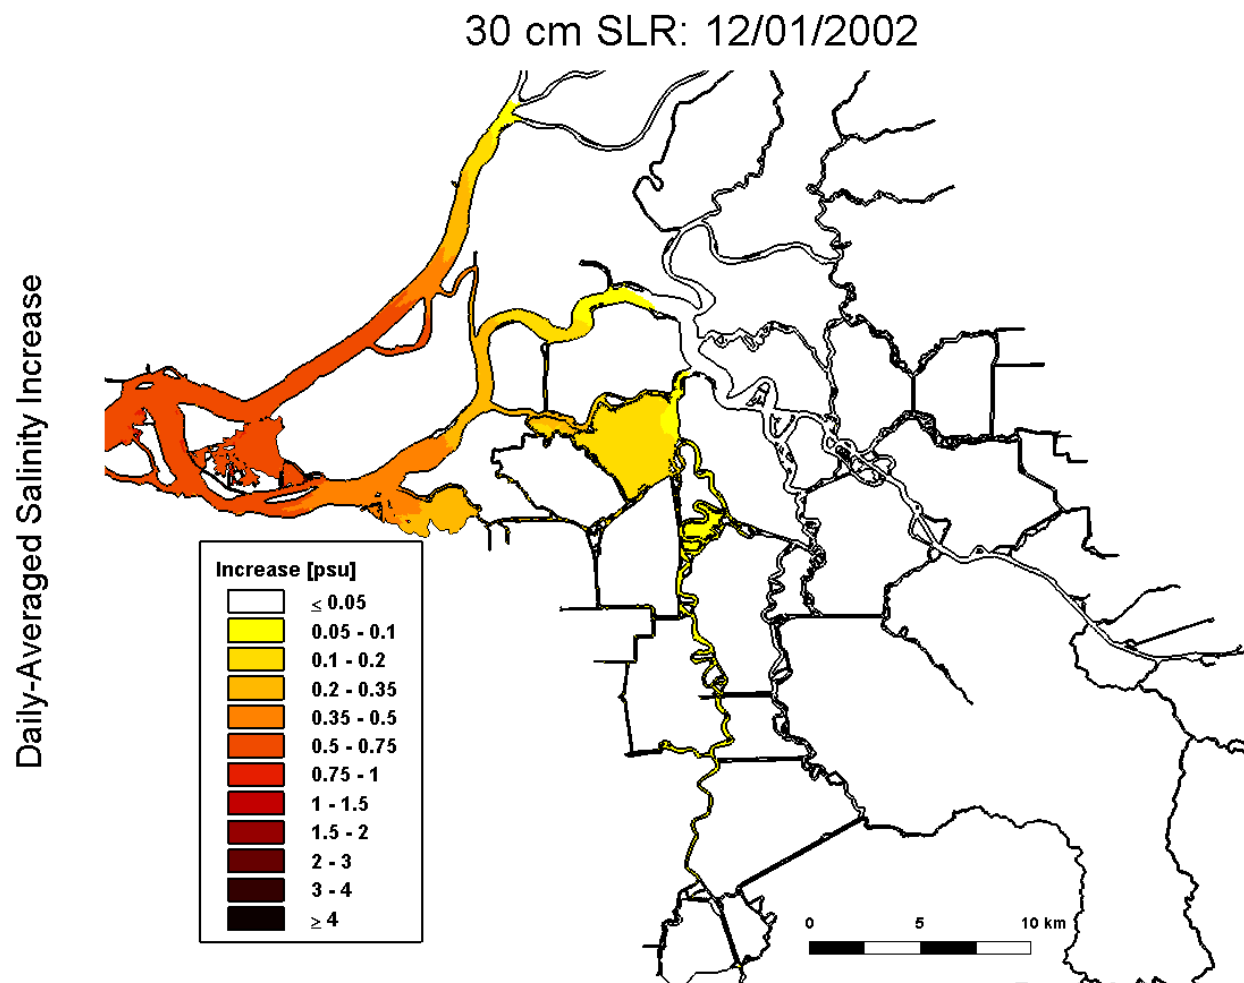 30 cm SLR: 12/01/2002
Daily-Averaged Salinity Increase
Increase [psu]
≤ 0.05
0.05 - 0.1
0.1 - 0.2
0.2 - 0.35
0.35 - 0.5
0.5 - 0.75
0.75 - 1
1 - 1.5
1.5 - 2
2 - 3
3 - 4
≥ 4
0 5 10 km